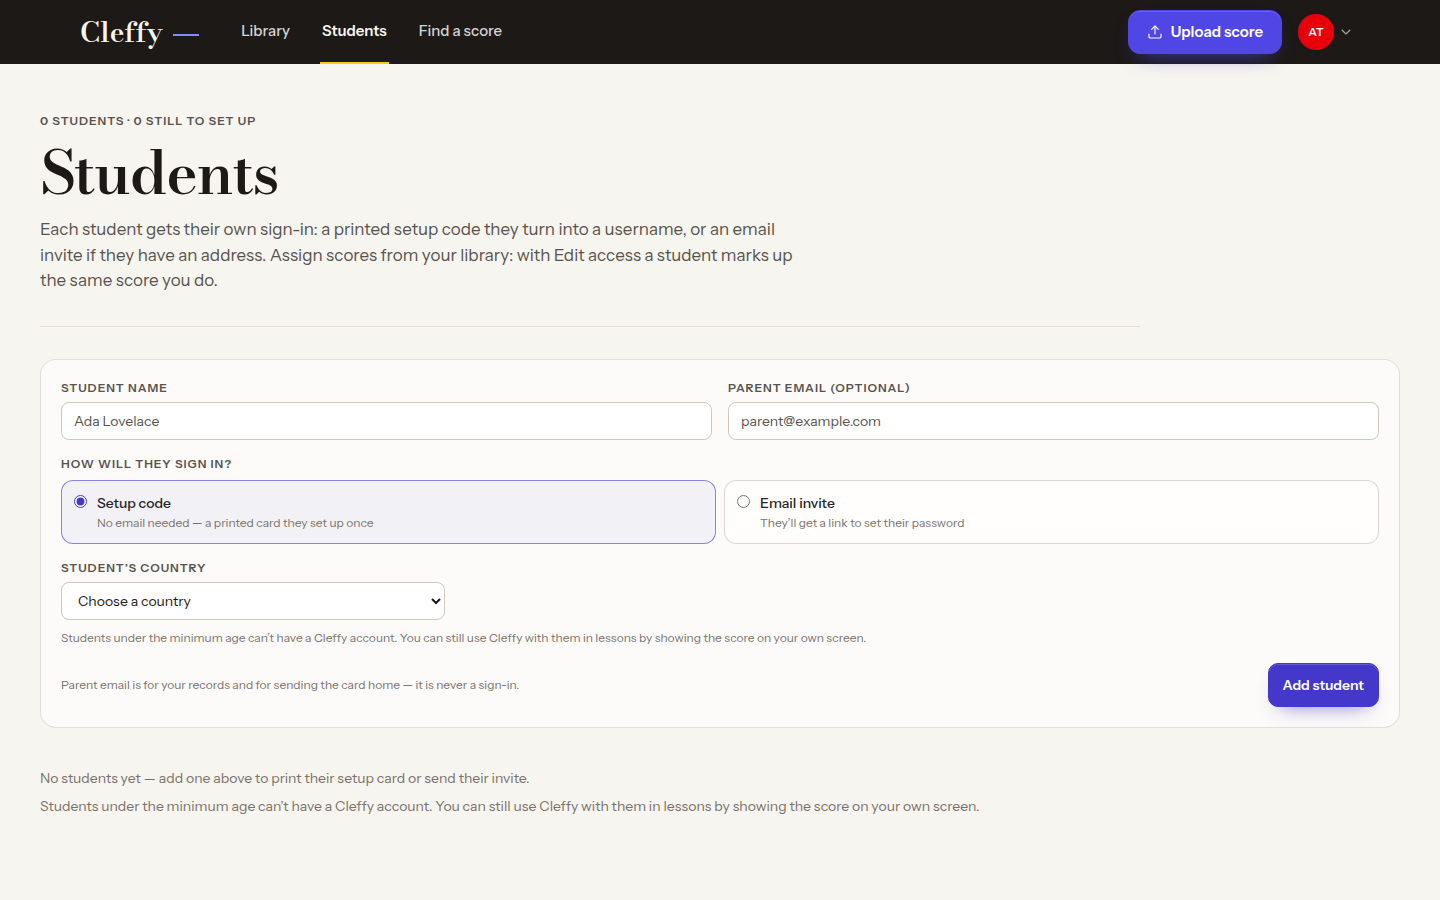 Cleffy
Library
Students
Find a score
Upload score
AT
0 STUDENTS · 0 STILL TO SET UP
Students
Each student gets their own sign-in: a printed setup code they turn into a username, or an email
invite if they have an address. Assign scores from your library: with Edit access a student marks up
the same score you do.
STUDENT NAME
PARENT EMAIL (OPTIONAL)
Ada Lovelace
parent@example.com
HOW WILL THEY SIGN IN?
Setup code
No email needed — a printed card they set up once
Email invite
They'll get a link to set their password
STUDENT'S COUNTRY
Choose a country
Students under the minimum age can't have a Cleffy account. You can still use Cleffy with them in lessons by showing the score on your own screen.
Parent email is for your records and for sending the card home — it is never a sign-in.
Add student
No students yet — add one above to print their setup card or send their invite.
Students under the minimum age can't have a Cleffy account. You can still use Cleffy with them in lessons by showing the score on your own screen.